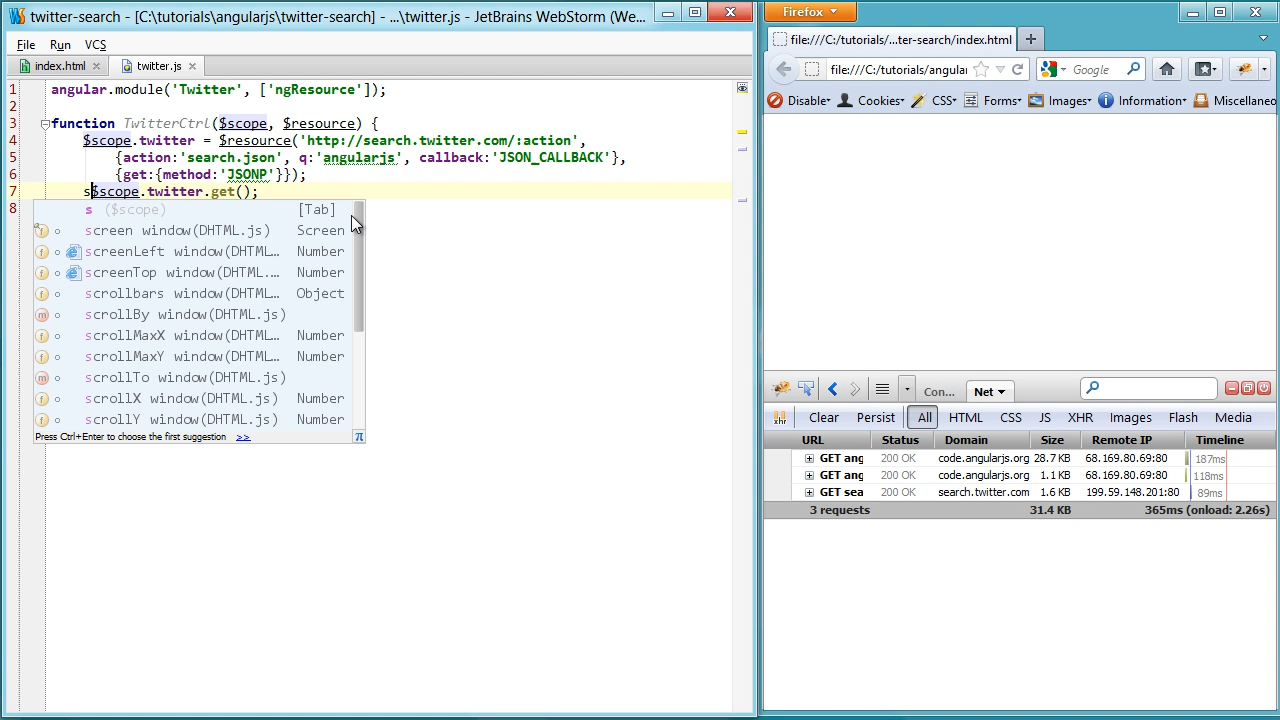 twitter-search - [C:\tutorials\angularjs\twitter-search] - ...\twitter.js - JetBrains WebStorm (We...
File Run VCS
index.html
twitter.js
1 angular.module('Twitter', ['ngResource']);
2
3 function TwitterCtrl($scope, $resource) {
4 $scope.twitter = $resource('http://search.twitter.com/:action',
5 {action:'search.json', q:'angularjs', callback:'JSON_CALLBACK'},
6 {get:{method:'JSONP'}});
7 s$scope.twitter.get();
8
s ($scope) [Tab]
screen window(DHTML.js) Screen
screenLeft window(DHTML… Number
screenTop window(DHTML.… Number
scrollbars window(DHTML… Object
scrollBy window(DHTML.js)
scrollMaxX window(DHTML… Number
scrollMaxY window(DHTML… Number
scrollTo window(DHTML.js)
scrollX window(DHTML.js) Number
scrollY window(DHTML.js) Number
Press Ctrl+Enter to choose the first suggestion >>
π
Firefox
file:///C:/tutorials/...ter-search/index.html
file:///C:/tutorials/angular
Google
Disable Cookies CSS Forms Images Information Miscellaneo
Con... Net
Clear Persist All HTML CSS JS XHR Images Flash Media
URL Status Domain Size Remote IP Timeline
GET ang 200 OK code.angularjs.org 28.7 KB 68.169.80.69:80 187ms
GET ang 200 OK code.angularjs.org 1.1 KB 68.169.80.69:80 118ms
GET sea 200 OK search.twitter.com 1.6 KB 199.59.148.201:80 89ms
3 requests 31.4 KB 365ms (onload: 2.26s)